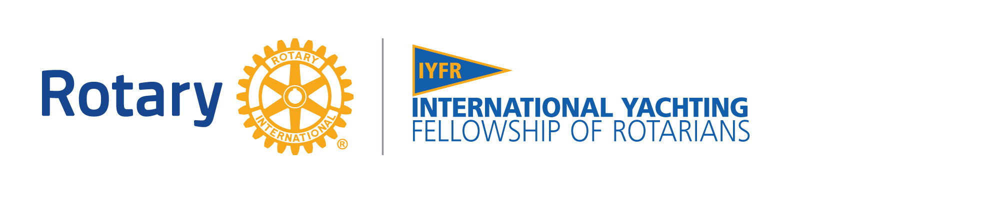 Rotary
ROTARY
INTERNATIONAL
®
IYFR
INTERNATIONAL YACHTING
FELLOWSHIP OF ROTARIANS